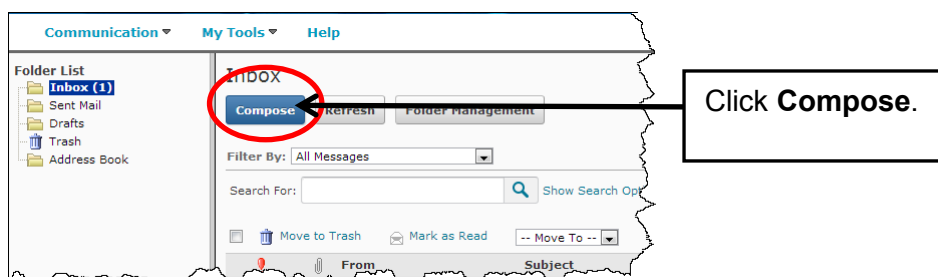 Communication My Tools Help
Folder List
Inbox (1)
Sent Mail
Drafts
Trash
Address Book
Inbox
Compose Refresh Folder Management
Filter By: All Messages
Search For: Show Search Opt
Move to Trash Mark as Read -- Move To --
From Subject
Click Compose.